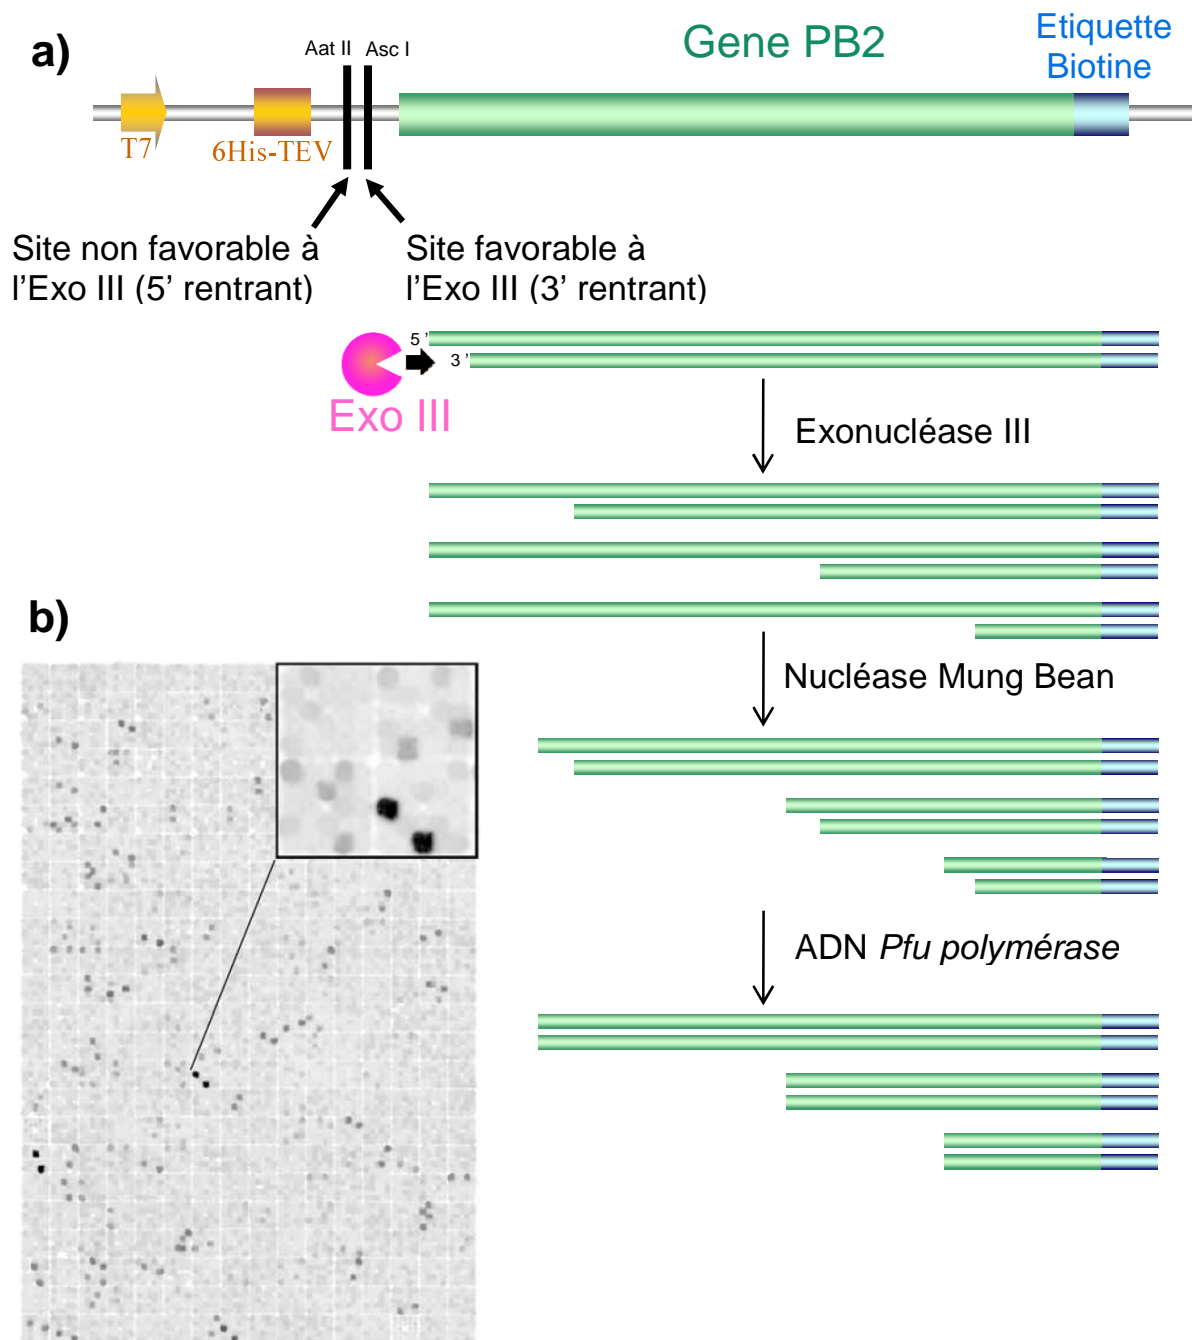 a)
Aat II
Asc I
Gene PB2
Etiquette
Biotine
T7
6His-TEV
Site non favorable à
l'Exo III (5' rentrant)
Site favorable à
l'Exo III (3' rentrant)
5 '
3 '
Exo III
Exonucléase III
b)
Nucléase Mung Bean
ADN Pfu polymérase